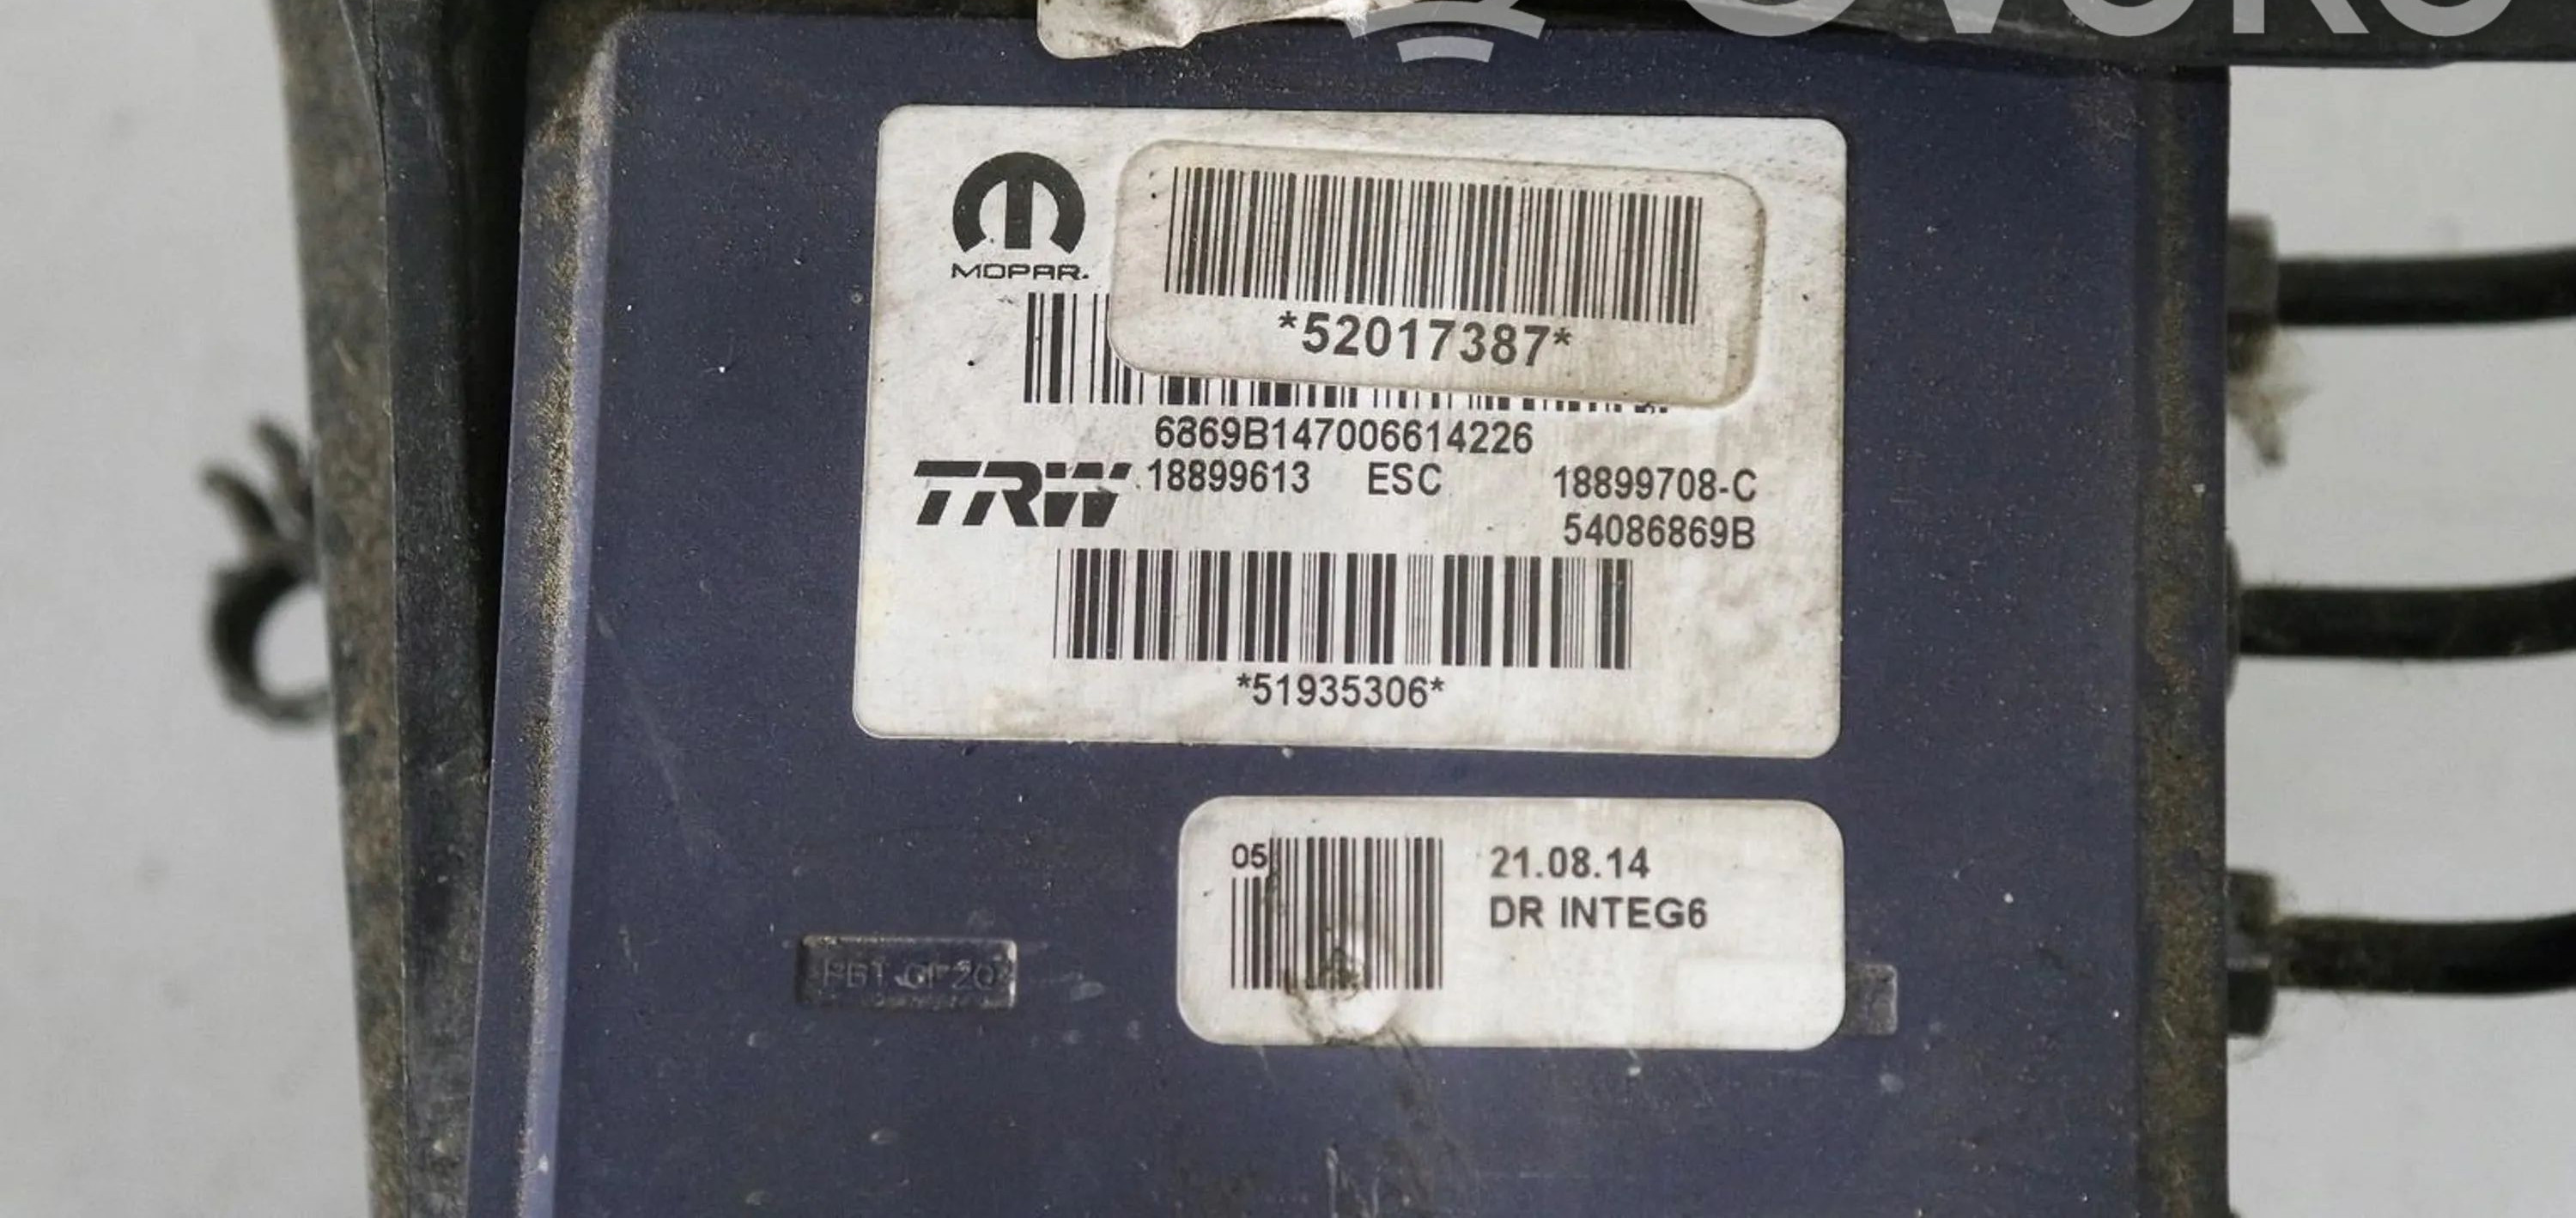 MOPAR.
*52017387*
6869B147006614226
TRW 18899613 ESC 18899708-C
54086869B
*51935306*
05
21.08.14
DR INTEG6